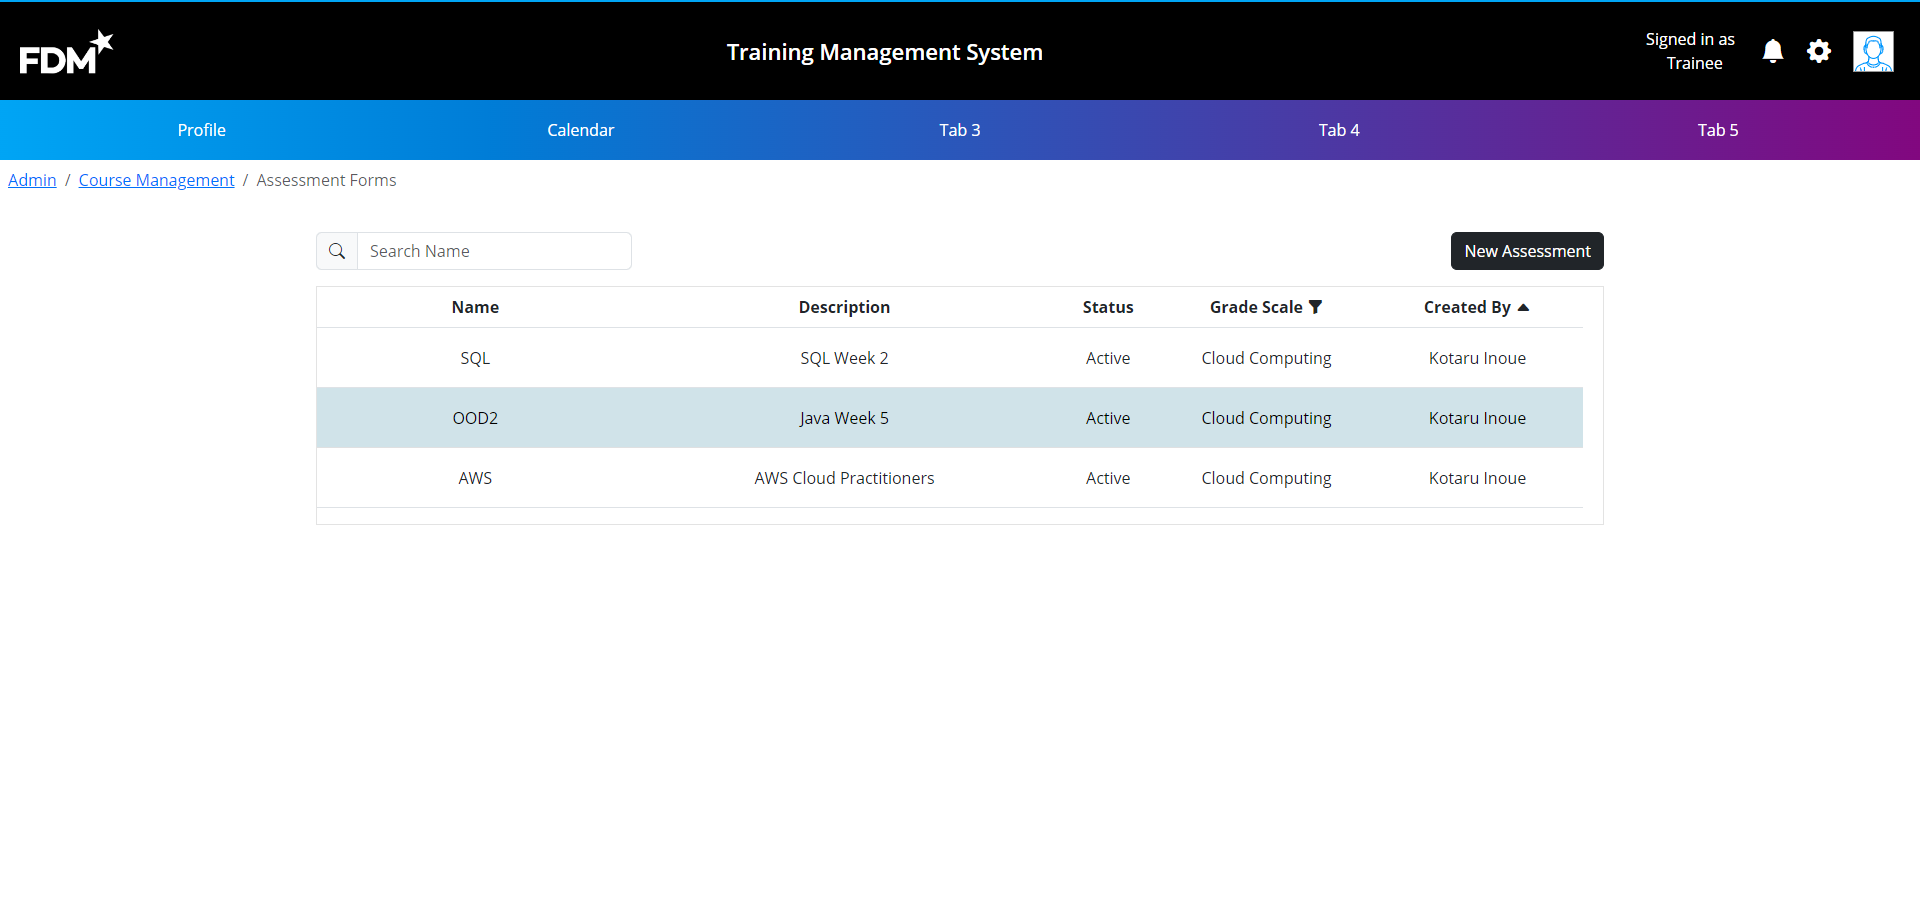 FDM
Training Management System
Signed in as
Trainee
Profile Calendar Tab 3 Tab 4 Tab 5
Admin / Course Management / Assessment Forms
Search Name New Assessment
Name Description Status Grade Scale Created By
SQL SQL Week 2 Active Cloud Computing Kotaru Inoue
OOD2 Java Week 5 Active Cloud Computing Kotaru Inoue
AWS AWS Cloud Practitioners Active Cloud Computing Kotaru Inoue